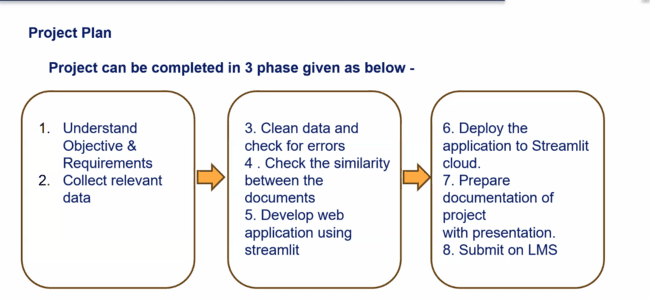 Project Plan
Project can be completed in 3 phase given as below -
1. Understand
Objective &
Requirements
2. Collect relevant
data
3. Clean data and
check for errors
4 . Check the similarity
between the
documents
5. Develop web
application using
streamlit
6. Deploy the
application to Streamlit
cloud.
7. Prepare
documentation of
project
with presentation.
8. Submit on LMS